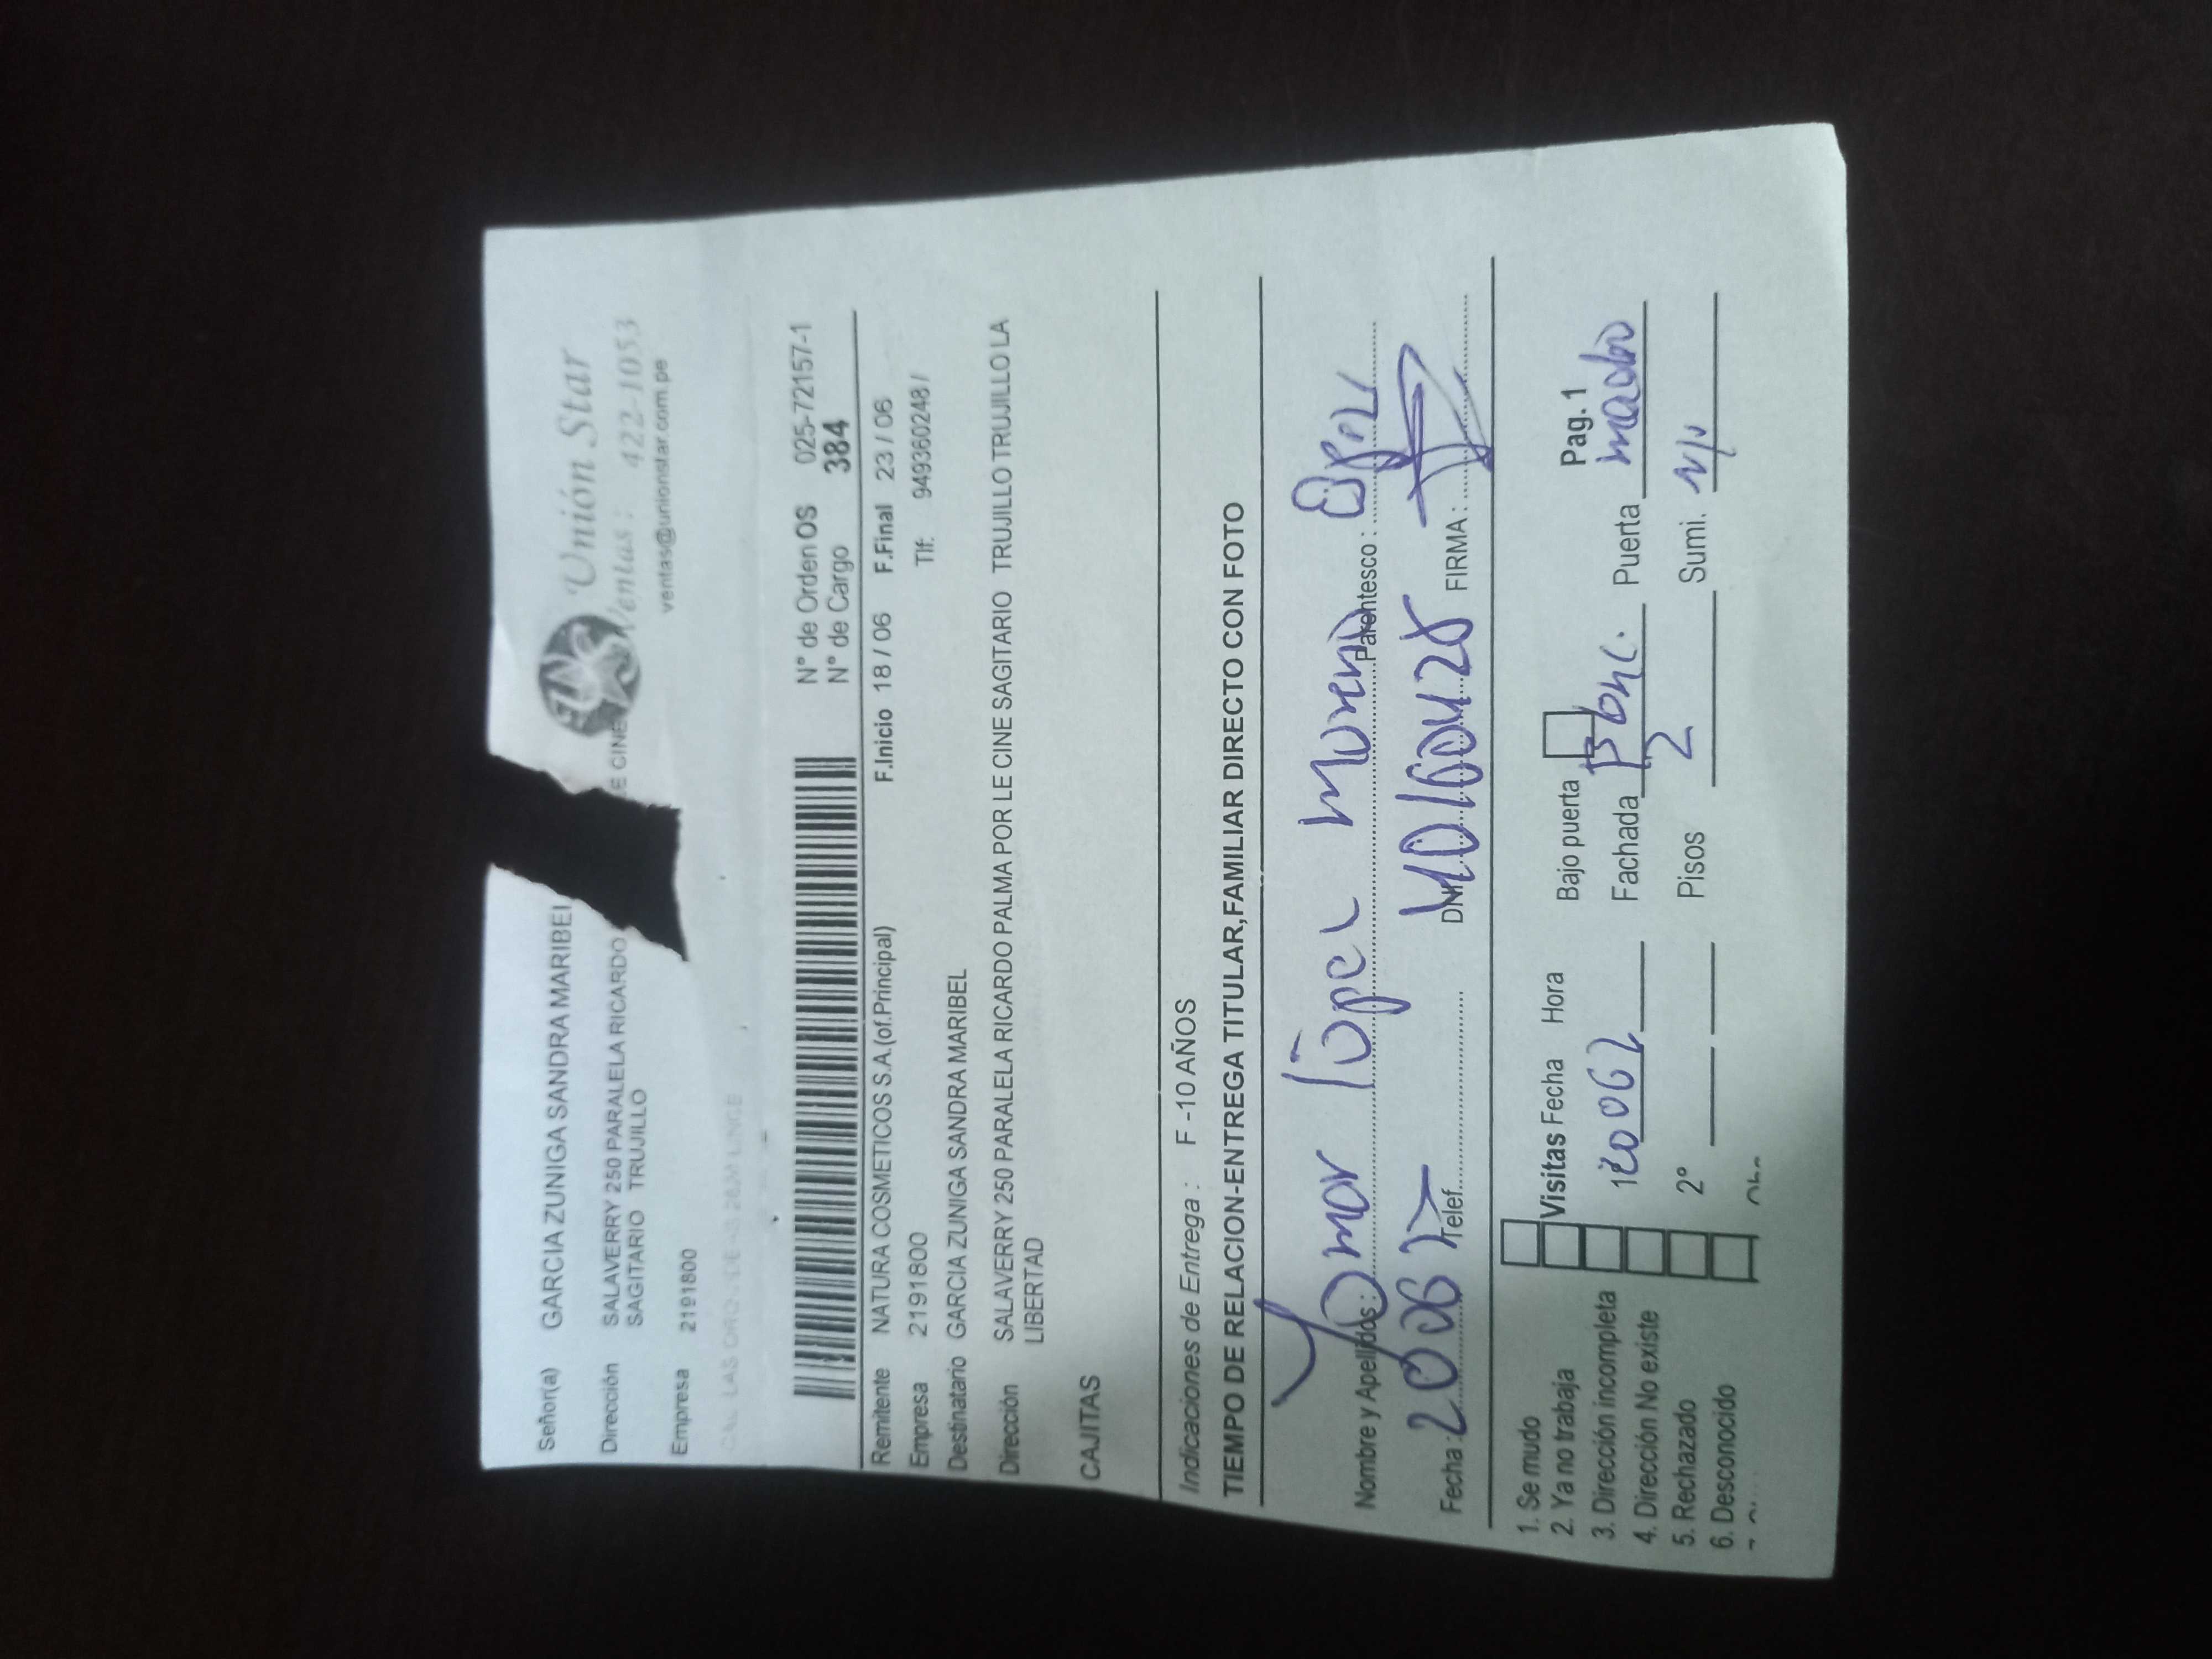 Señor(a) GARCIA ZUNIGA SANDRA MARIBEL
Unión Star
Dirección SALAVERRY 250 PARALELA RICARDO
E CINE
Ventas : 422-1053
SAGITARIO TRUJILLO
ventas@unionstar.com.pe
Empresa 2191800
N° de Orden OS 025-72157-1
N° de Cargo 384
Remitente NATURA COSMETICOS S.A.(of.Principal) F.Inicio 18 / 06 F.Final 23 / 06
Empresa 2191800 Tlf: 949360248 /
Destinatario GARCIA ZUNIGA SANDRA MARIBEL
Dirección SALAVERRY 250 PARALELA RICARDO PALMA POR LE CINE SAGITARIO TRUJILLO TRUJILLO LA
LIBERTAD
CAJITAS
Indicaciones de Entrega : F -10 AÑOS
TIEMPO DE RELACION-ENTREGA TITULAR,FAMILIAR DIRECTO CON FOTO
Nombre y Apellidos : Lopez Moreno Parentesco :
Fecha : Telef. DNI FIRMA :
1. Se mudo
2. Ya no trabaja Visitas Fecha Hora Bajo puerta Pag. 1
3. Dirección incompleta 1° Fachada Puerta
4. Dirección No existe
5. Rechazado 2° Pisos 2 Sumi.
6. Desconocido